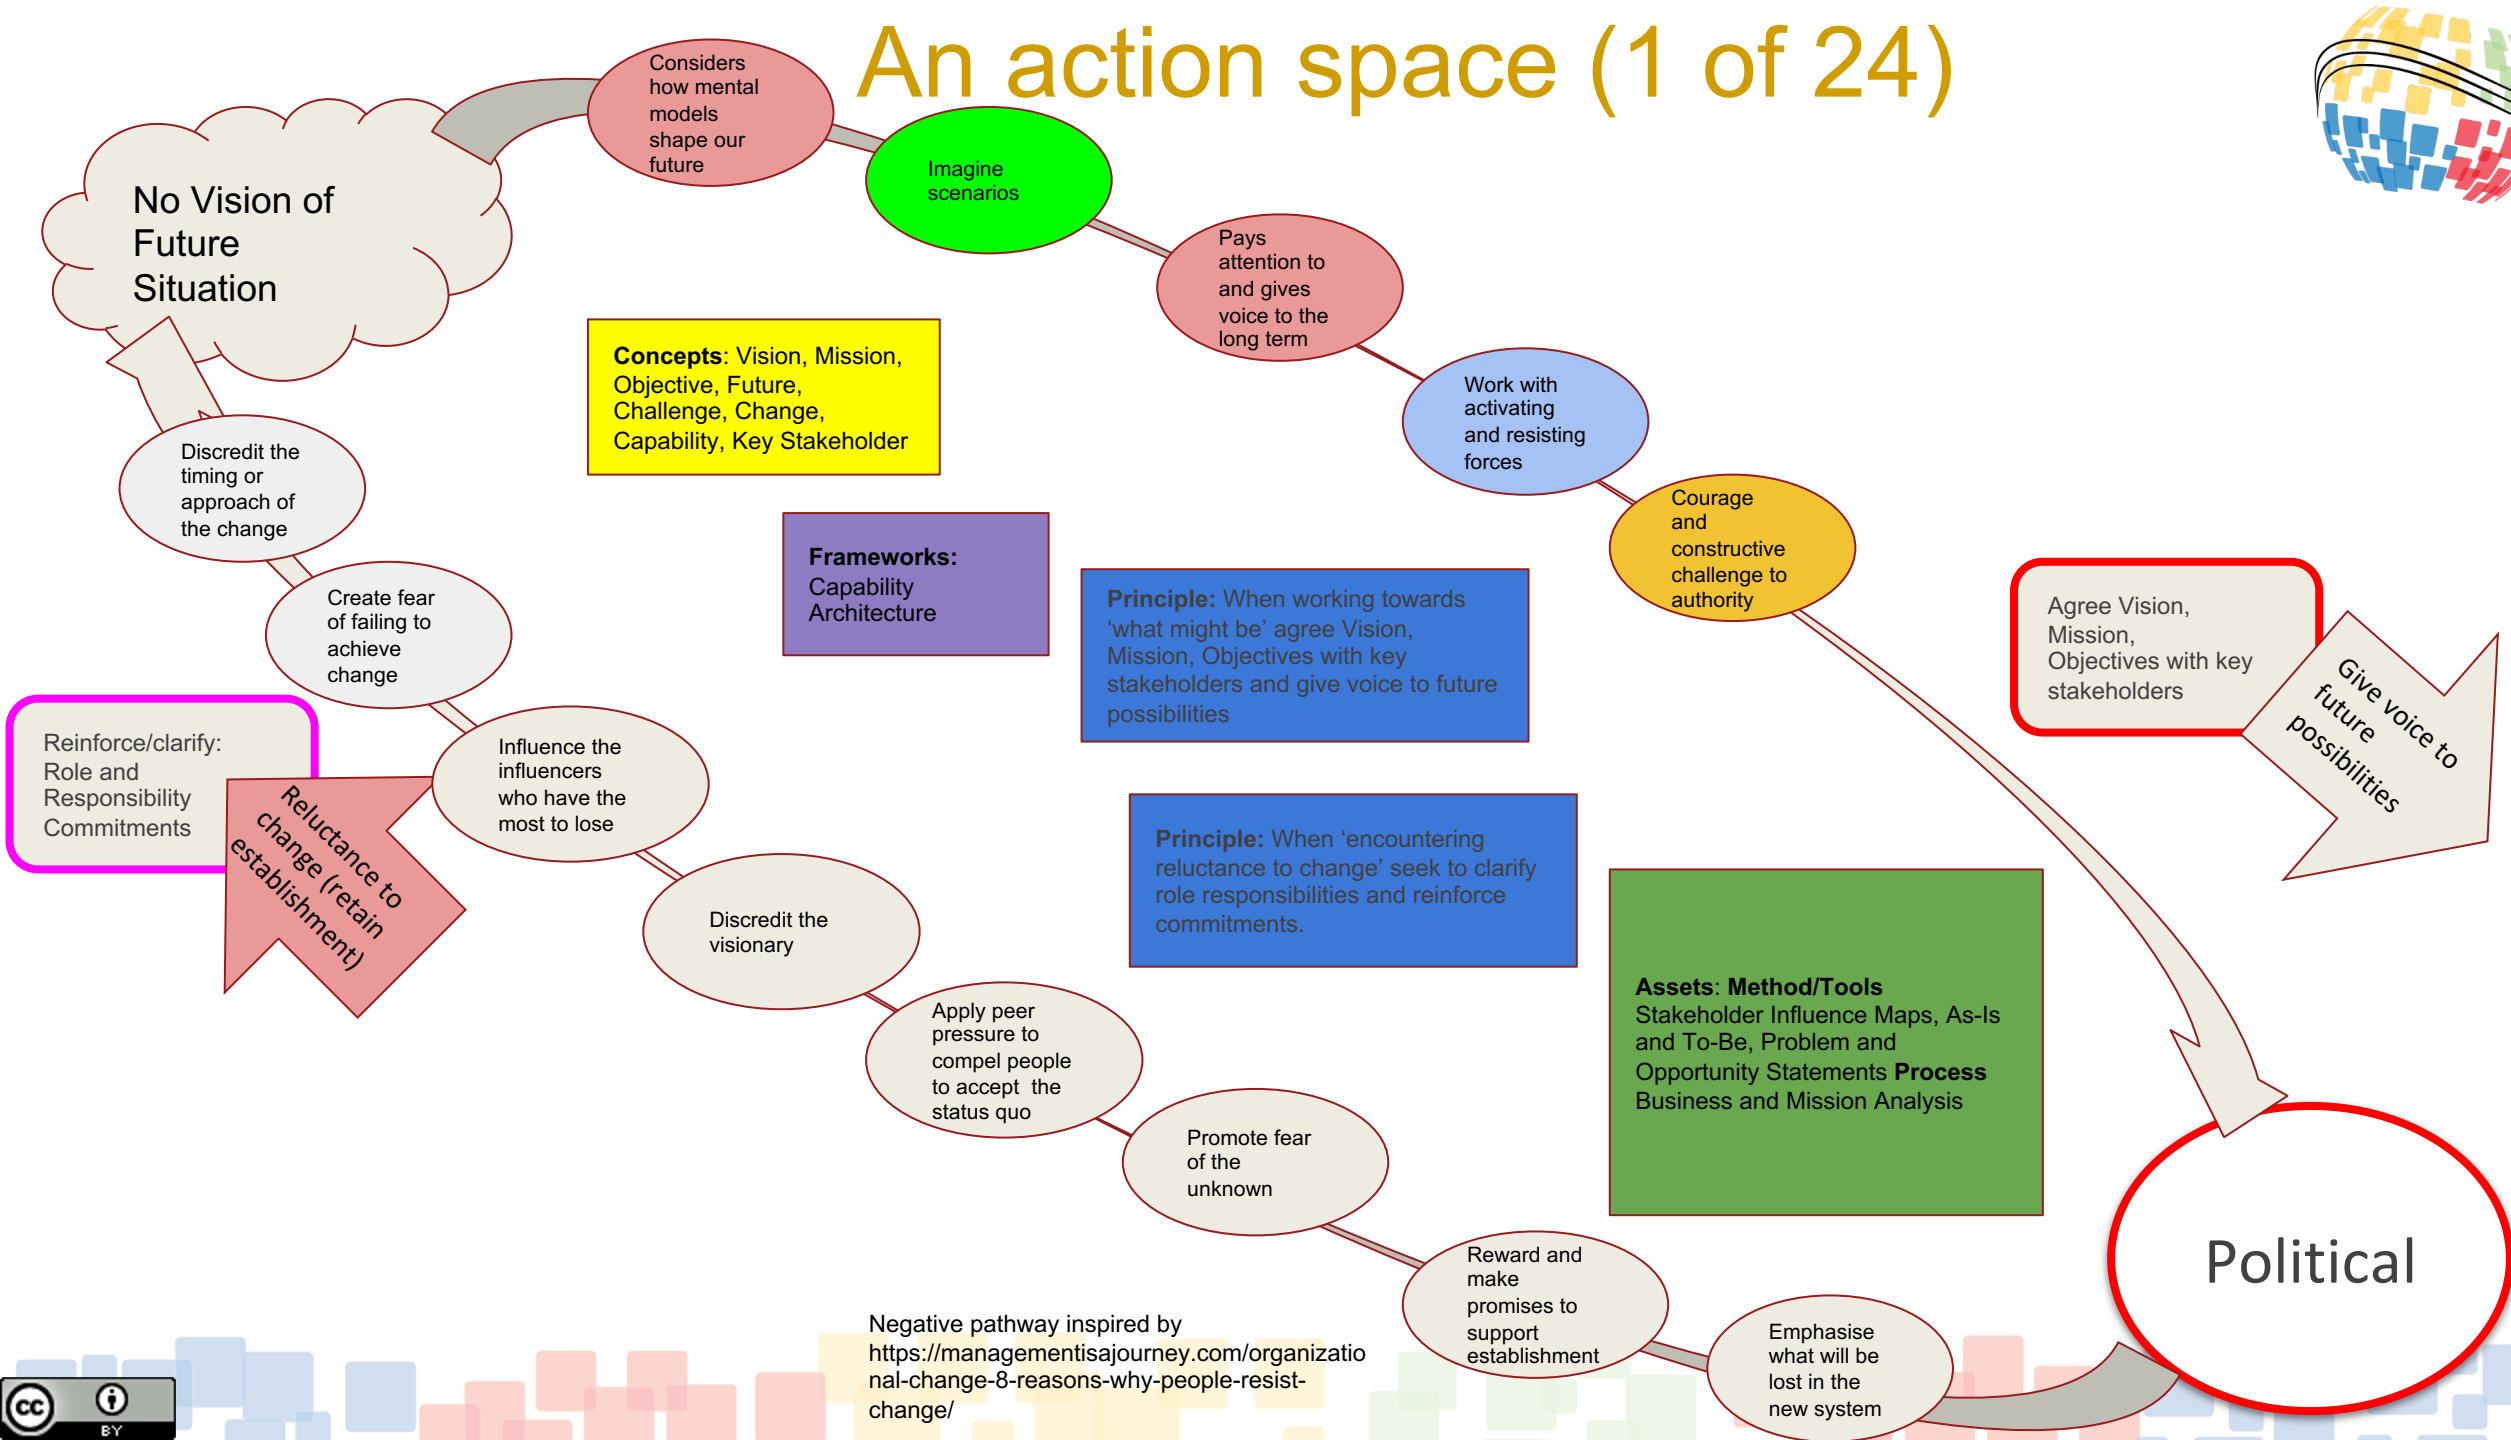 An action space (1 of 24)
Considers
how mental
models
shape our
future
Imagine
scenarios
No Vision of
Future
Situation
Pays
attention to
and gives
voice to the
long term
Concepts: Vision, Mission,
Objective, Future,
Challenge, Change,
Capability, Key Stakeholder
Work with
activating
and resisting
forces
Discredit the
timing or
approach of
the change
Courage
and
constructive
challenge to
authority
Frameworks:
Capability
Architecture
Principle: When working towards
‘what might be’ agree Vision,
Mission, Objectives with key
stakeholders and give voice to future
possibilities
Agree Vision,
Mission,
Objectives with key
stakeholders
Give voice to
future
possibilities
Create fear
of failing to
achieve
change
Reinforce/clarify:
Role and
Responsibility
Commitments
Reluctance to
change (retain
establishment)
Influence the
influencers
who have the
most to lose
Principle: When ‘encountering
reluctance to change’ seek to clarify
role responsibilities and reinforce
commitments.
Discredit the
visionary
Assets: Method/Tools
Stakeholder Influence Maps, As-Is
and To-Be, Problem and
Opportunity Statements Process
Business and Mission Analysis
Apply peer
pressure to
compel people
to accept  the
status quo
Promote fear
of the
unknown
Reward and
make
promises to
support
establishment
Political
Emphasise
what will be
lost in the
new system
Negative pathway inspired by
https://managementisajourney.com/organizatio
nal-change-8-reasons-why-people-resist-
change/
cc
BY